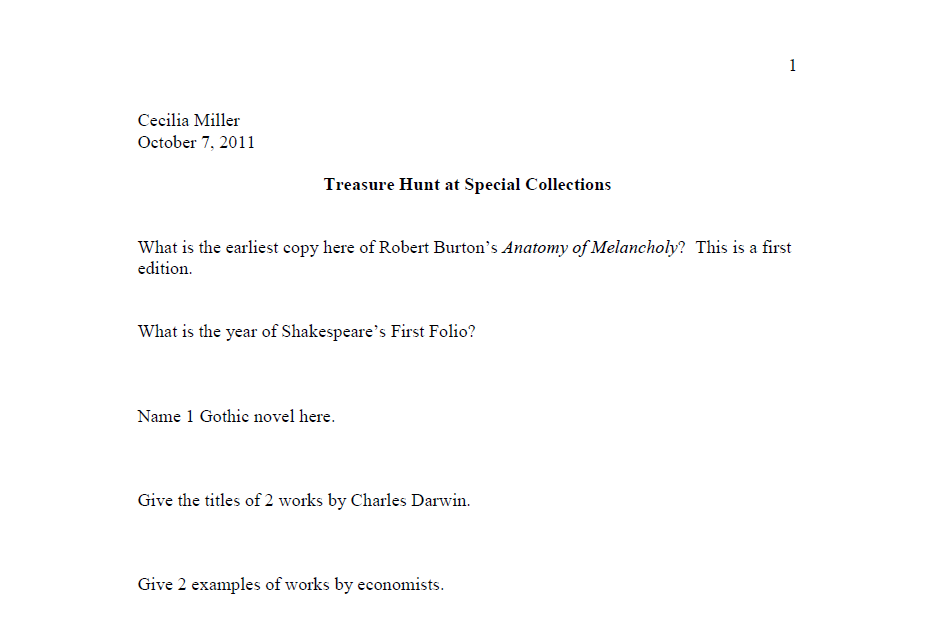 1
Cecilia Miller
October 7, 2011
Treasure Hunt at Special Collections
What is the earliest copy here of Robert Burton’s Anatomy of Melancholy?  This is a first
edition.
What is the year of Shakespeare’s First Folio?
Name 1 Gothic novel here.
Give the titles of 2 works by Charles Darwin.
Give 2 examples of works by economists.